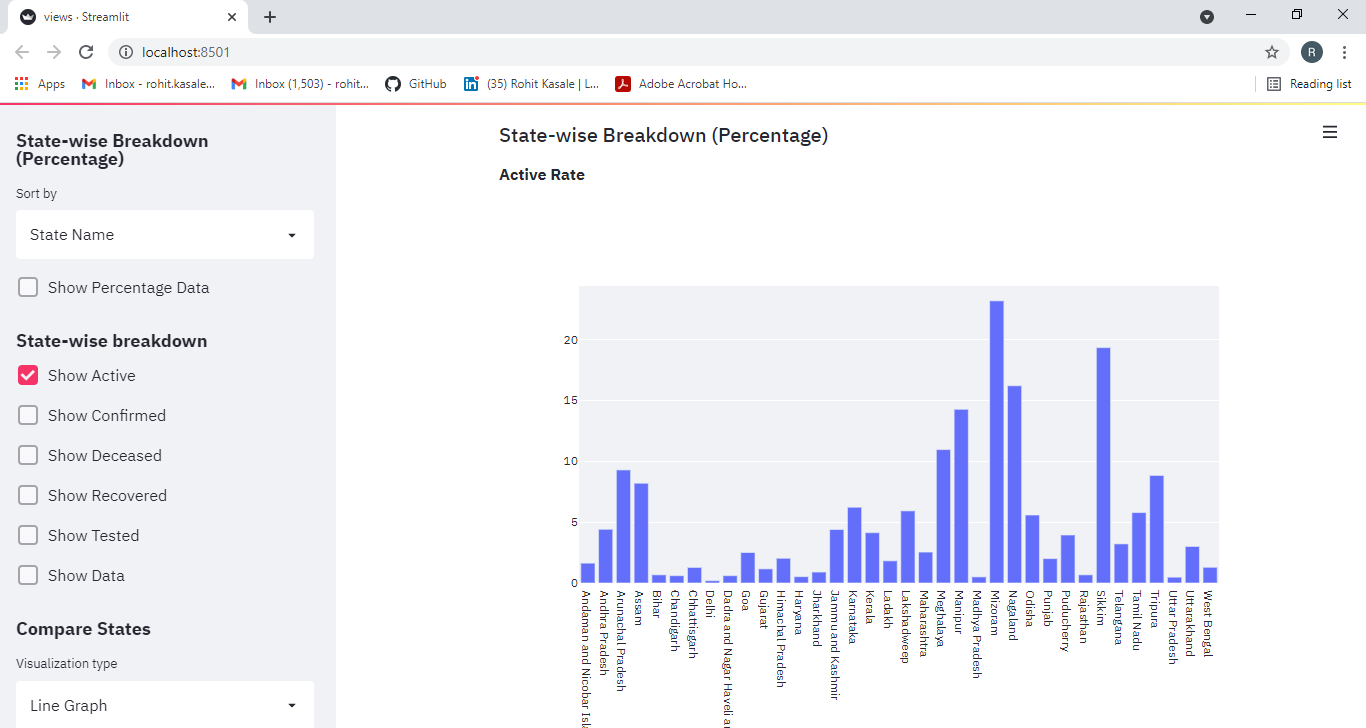 views · Streamlit
localhost:8501
R
Apps
Inbox - rohit.kasale...
Inbox (1,503) - rohit...
GitHub
(35) Rohit Kasale | L...
Adobe Acrobat Ho...
Reading list
State-wise Breakdown
(Percentage)
Sort by
State Name
Show Percentage Data
State-wise breakdown
Show Active
Show Confirmed
Show Deceased
Show Recovered
Show Tested
Show Data
Compare States
Visualization type
Line Graph
State-wise Breakdown (Percentage)
Active Rate
20
15
10
5
0
Andaman and Nicobar Isla
Andhra Pradesh
Arunachal Pradesh
Assam
Bihar
Chandigarh
Chhattisgarh
Delhi
Dadra and Nagar Haveli a
Goa
Gujarat
Himachal Pradesh
Haryana
Jharkhand
Jammu and Kashmir
Karnataka
Kerala
Ladakh
Lakshadweep
Maharashtra
Meghalaya
Manipur
Madhya Pradesh
Mizoram
Nagaland
Odisha
Punjab
Puducherry
Rajasthan
Sikkim
Telangana
Tamil Nadu
Tripura
Uttar Pradesh
Uttarakhand
West Bengal